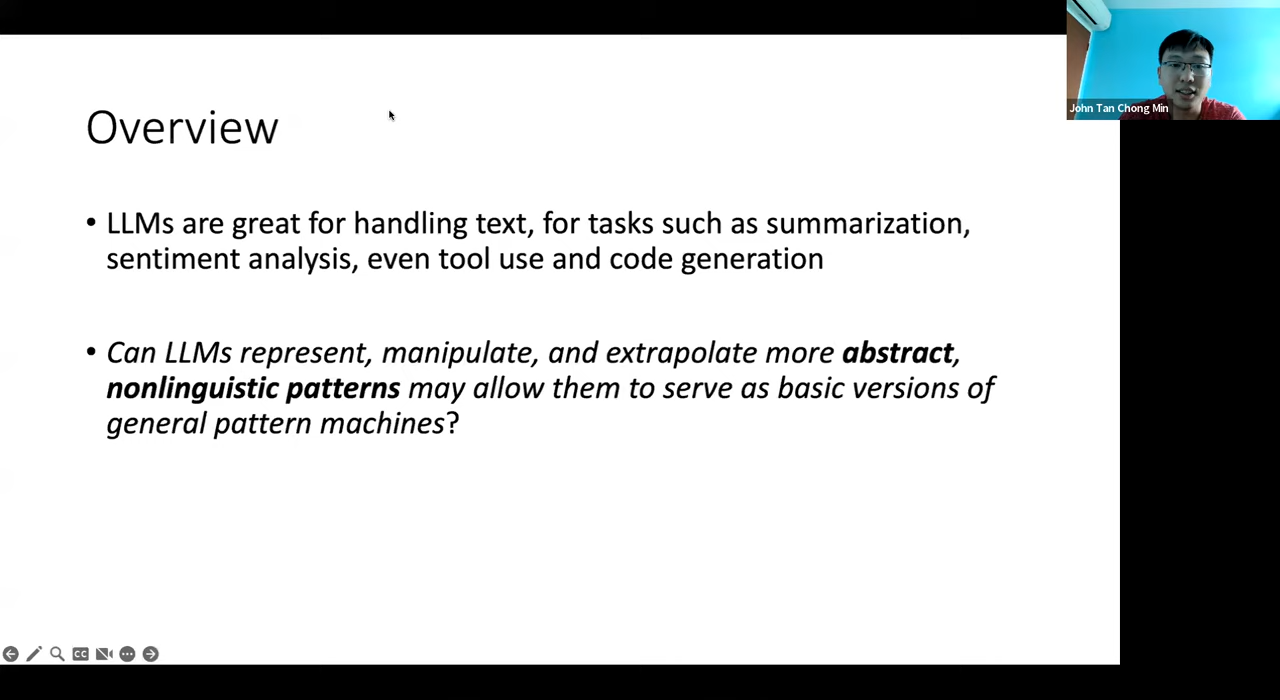 John Tan Chong Min
Overview
• LLMs are great for handling text, for tasks such as summarization,
sentiment analysis, even tool use and code generation
• Can LLMs represent, manipulate, and extrapolate more abstract,
nonlinguistic patterns may allow them to serve as basic versions of
general pattern machines?
CC